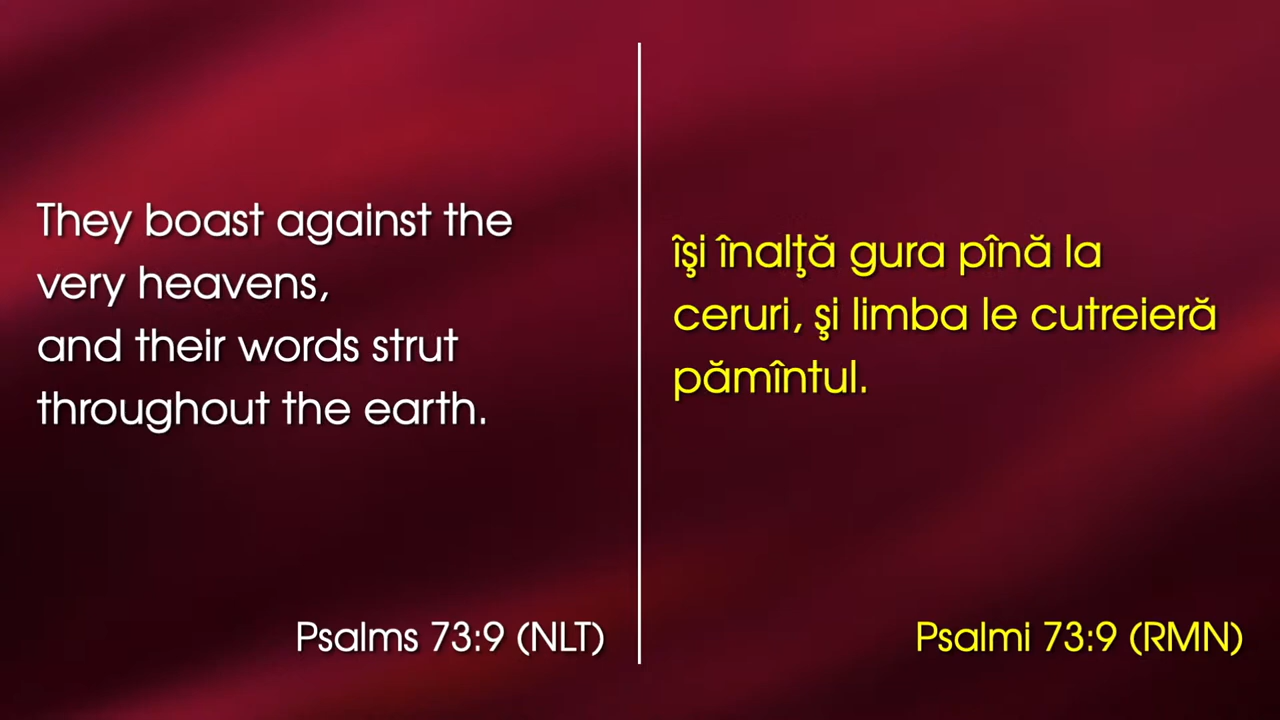 They boast against the
very heavens,
and their words strut
throughout the earth.
Psalms 73:9 (NLT)
îşi înalţă gura pînă la
ceruri, şi limba le cutreieră
pămîntul.
Psalmi 73:9 (RMN)